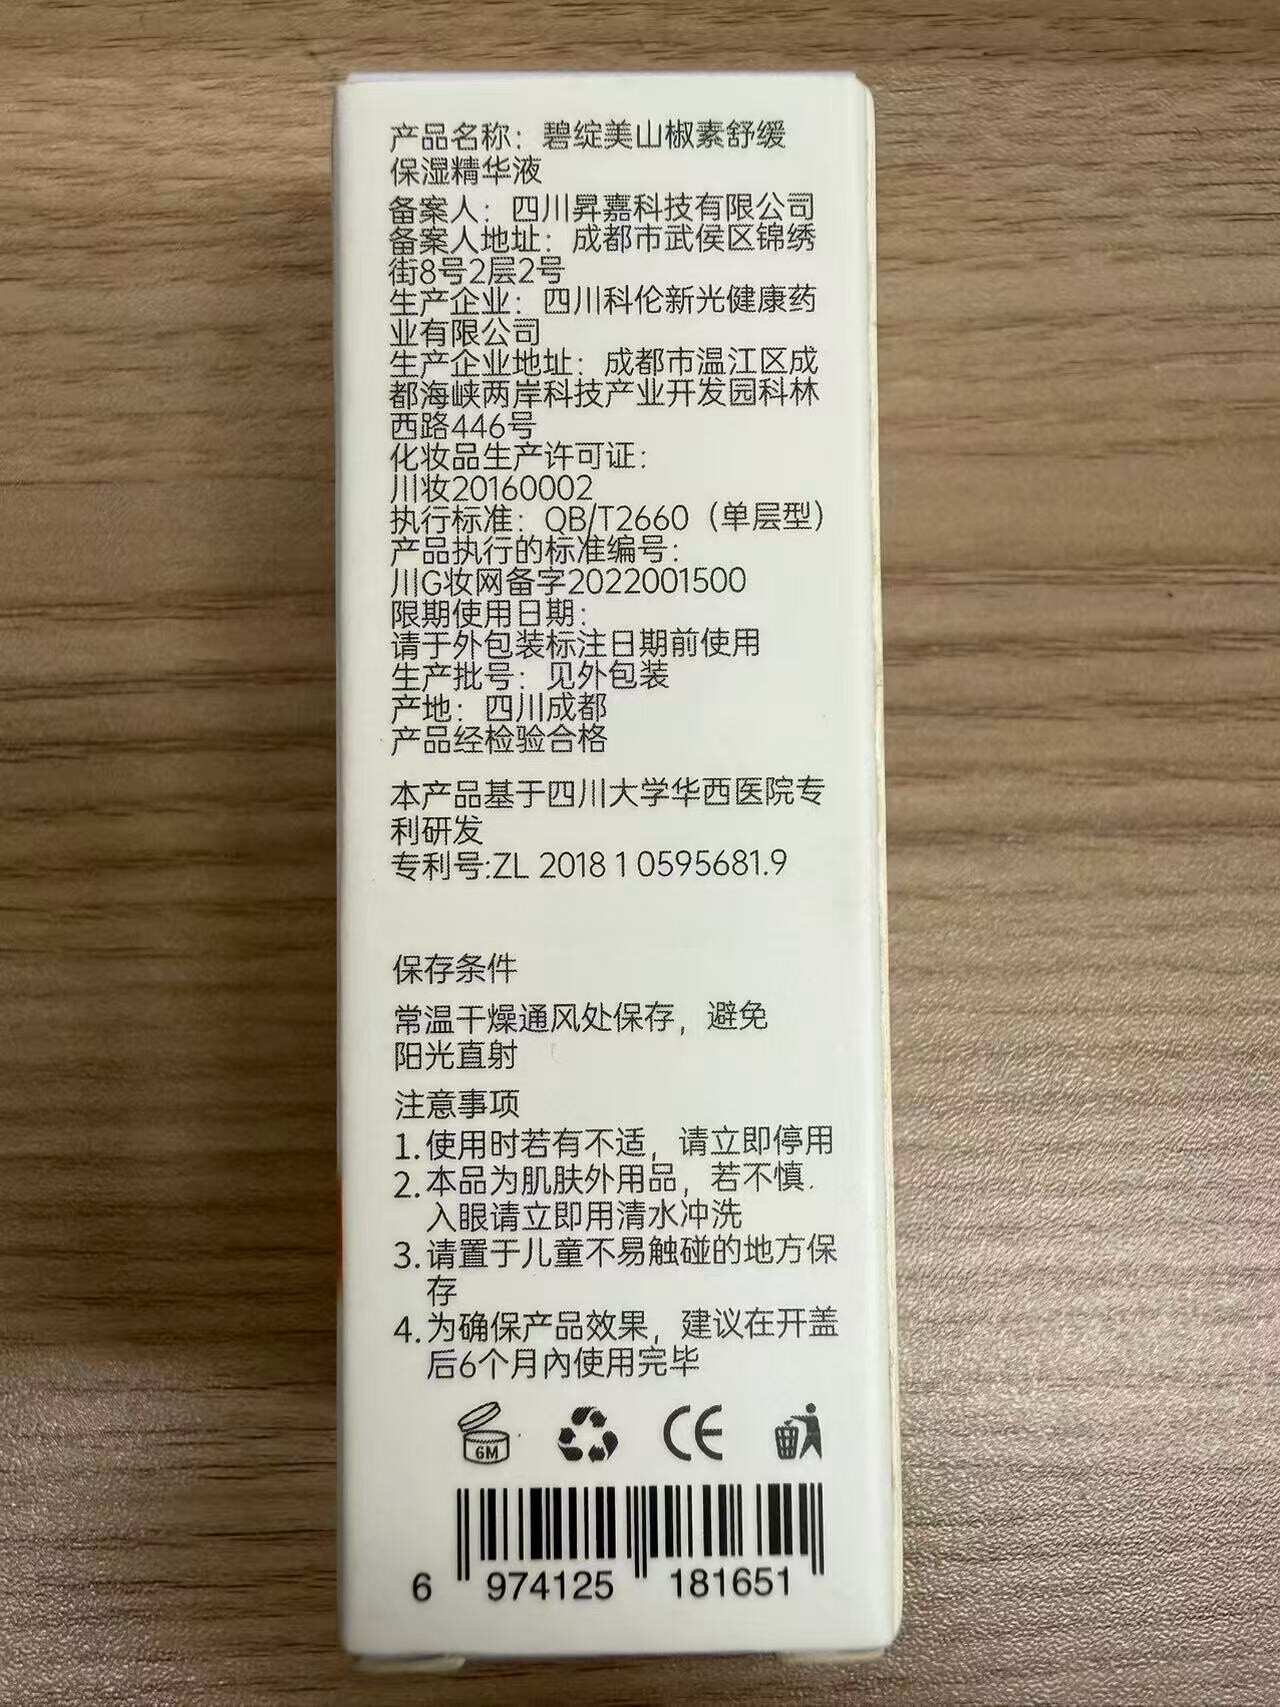 产品名称：碧绽美山椒素舒缓
保湿精华液
备案人：四川昇嘉科技有限公司
备案人地址：成都市武侯区锦绣
街8号2层2号
生产企业：四川科伦新光健康药
业有限公司
生产企业地址：成都市温江区成
都海峡两岸科技产业开发园科林
西路446号
化妆品生产许可证：
川妆20160002
执行标准：QB/T2660（单层型）
产品执行的标准编号：
川G妆网备字2022001500
限期使用日期：
请于外包装标注日期前使用
生产批号：见外包装
产地：四川成都
产品经检验合格
本产品基于四川大学华西医院专
利研发
专利号:ZL 2018 1 0595681.9
保存条件
常温干燥通风处保存，避免
阳光直射
注意事项
1.使用时若有不适，请立即停用
2.本品为肌肤外用品，若不慎.
入眼请立即用清水冲洗
3.请置于儿童不易触碰的地方保
存
4.为确保产品效果，建议在开盖
后6个月内使用完毕
6M CE
6 974125 181651